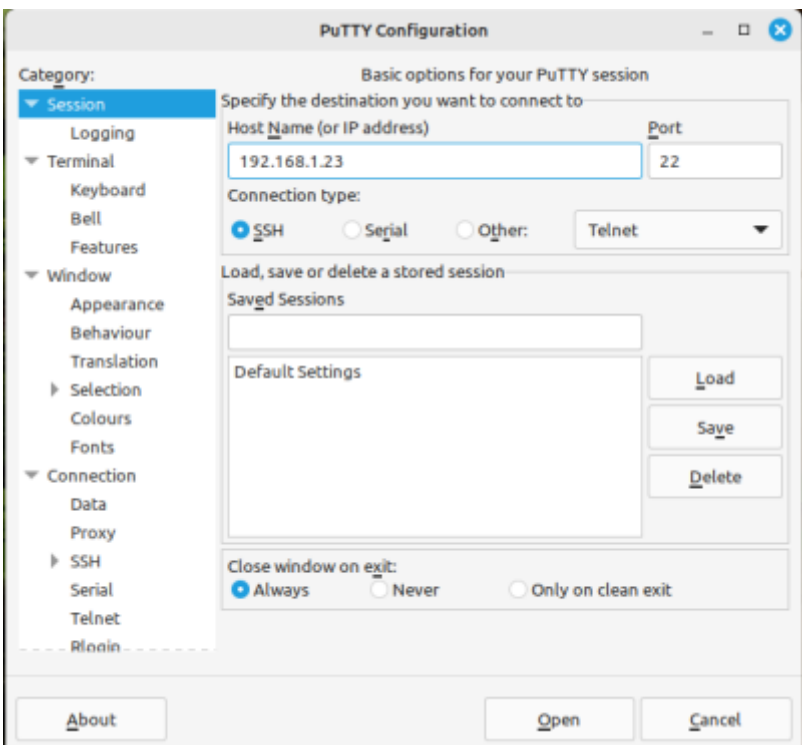 PuTTY Configuration
Category:
Session
Logging
Terminal
Keyboard
Bell
Features
Window
Appearance
Behaviour
Translation
Selection
Colours
Fonts
Connection
Data
Proxy
SSH
Serial
Telnet
Rlogin
Basic options for your PuTTY session
Specify the destination you want to connect to
Host Name (or IP address) Port
192.168.1.23 22
Connection type:
SSH Serial Other: Telnet
Load, save or delete a stored session
Saved Sessions
Default Settings
Load
Save
Delete
Close window on exit:
Always Never Only on clean exit
About Open Cancel